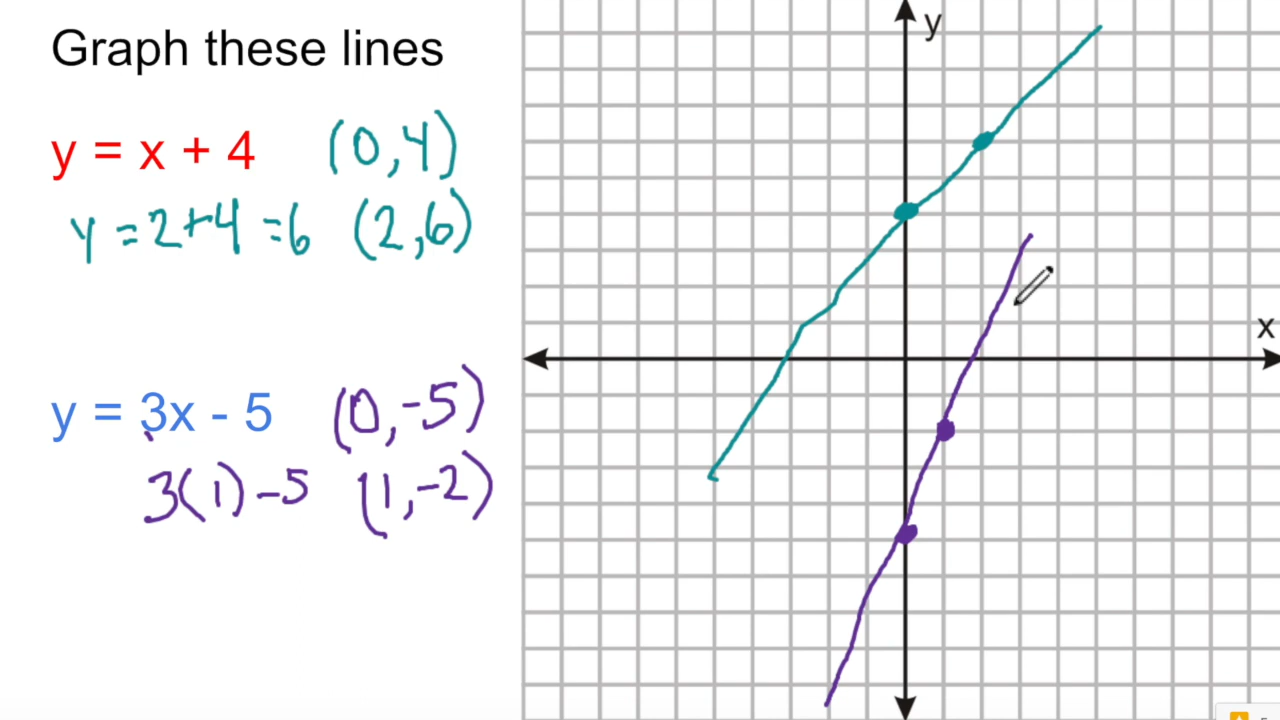 Graph these lines
y = x + 4 (0,4)
y = 2+4 = 6 (2,6)
y = 3x - 5 (0,-5)
3(1)-5 (1,-2)
y
x